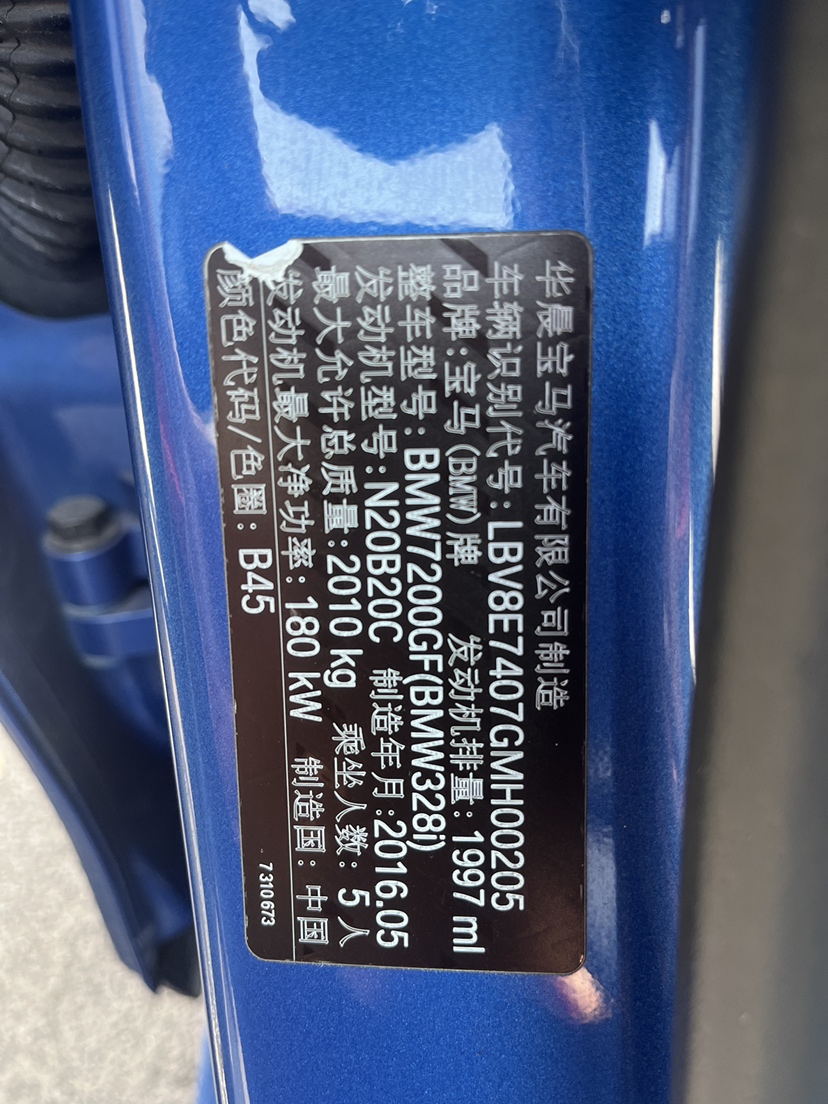 华晨宝马汽车有限公司制造
车辆识别代号:LBV8E7407GMH00205
品牌:宝马(BMW)牌 发动机排量:1997 ml
整车型号:BMW7200GF(BMW328i)
发动机型号:N20B20C 制造年月:2016.05
最大允许总质量:2010 kg 乘坐人数:5人
发动机最大净功率:180 kW 制造国:中国
颜色代码/色圈:B45
7310673